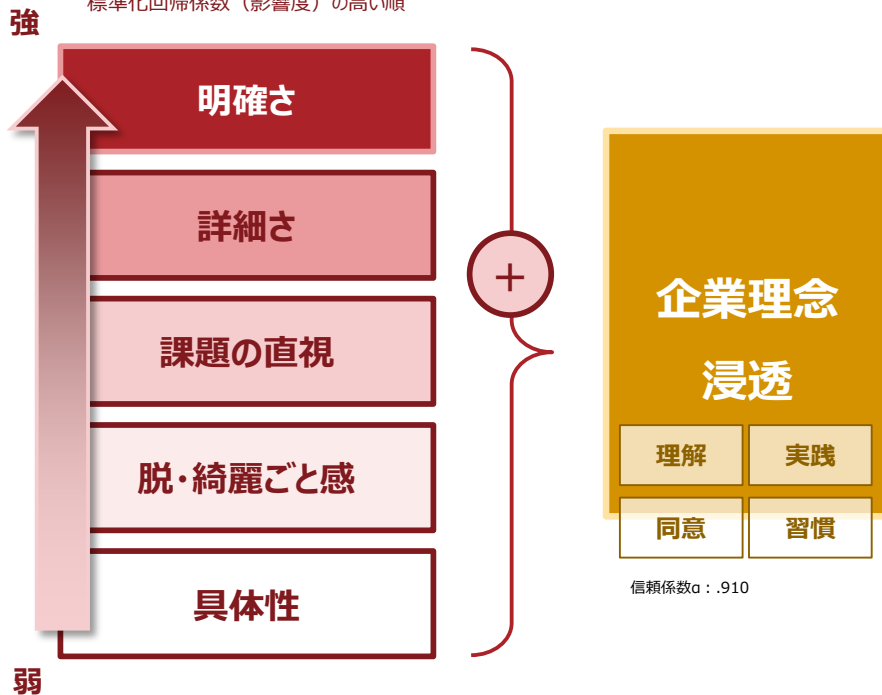 標準化回帰係数（影響度）の高い順
強
明確さ
詳細さ
課題の直視
脱・綺麗ごと感
具体性
弱
＋
企業理念
浸透
理解
実践
同意
習慣
信頼係数α：.910